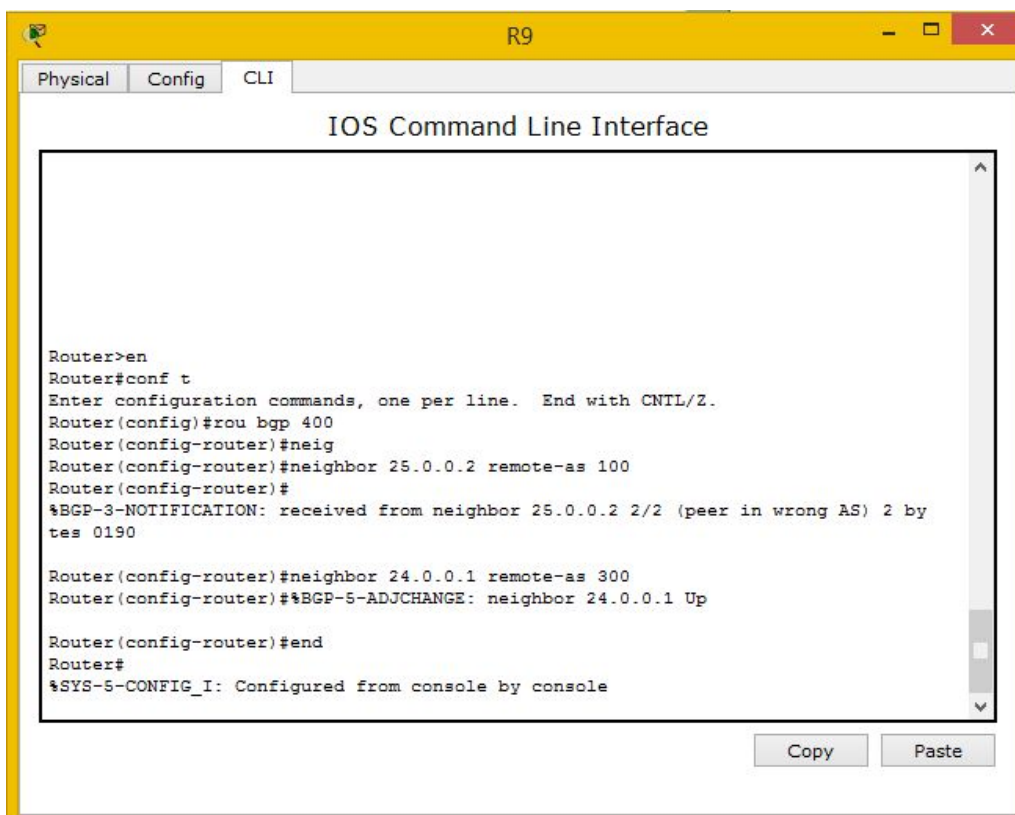 R9
Physical Config CLI
IOS Command Line Interface
Router>en
Router#conf t
Enter configuration commands, one per line.  End with CNTL/Z.
Router(config)#rou bgp 400
Router(config-router)#neig
Router(config-router)#neighbor 25.0.0.2 remote-as 100
Router(config-router)#
%BGP-3-NOTIFICATION: received from neighbor 25.0.0.2 2/2 (peer in wrong AS) 2 by
tes 0190
Router(config-router)#neighbor 24.0.0.1 remote-as 300
Router(config-router)#%BGP-5-ADJCHANGE: neighbor 24.0.0.1 Up
Router(config-router)#end
Router#
%SYS-5-CONFIG_I: Configured from console by console
Copy Paste